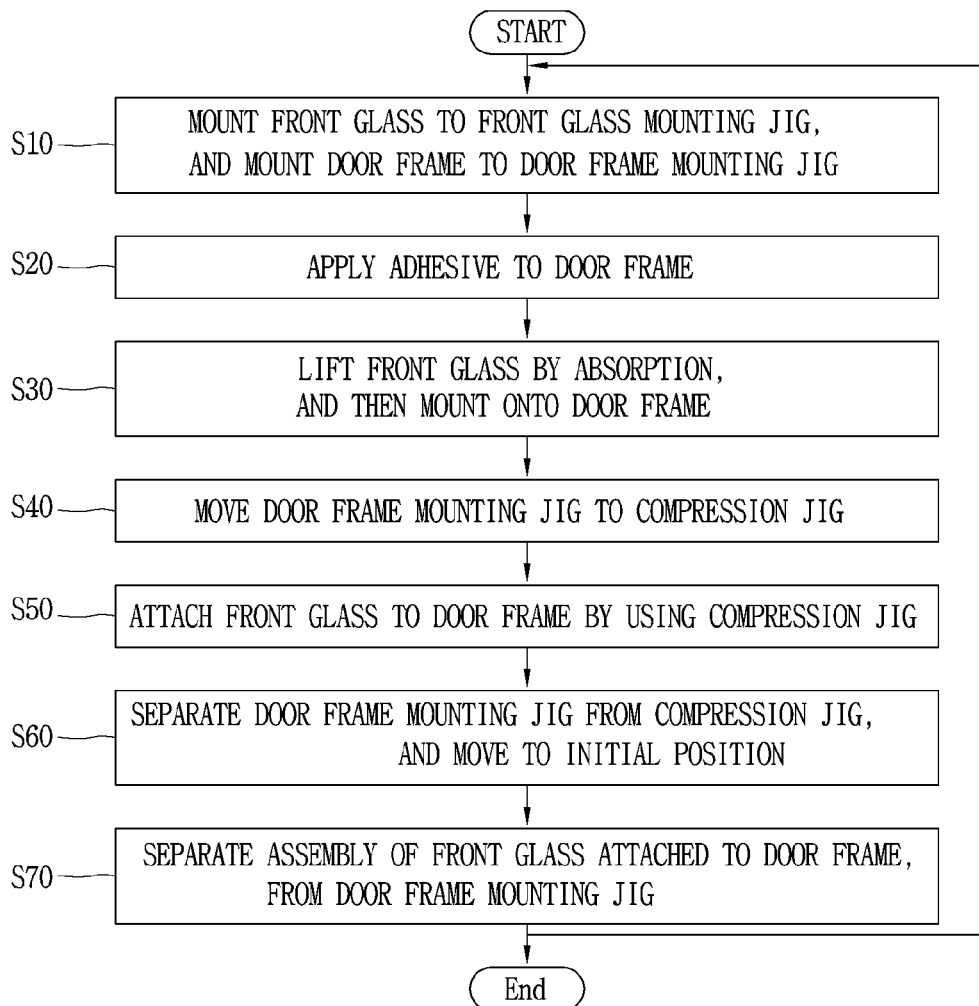 START
S10
MOUNT FRONT GLASS TO FRONT GLASS MOUNTING JIG,
AND MOUNT DOOR FRAME TO DOOR FRAME MOUNTING JIG
S20
APPLY ADHESIVE TO DOOR FRAME
S30
LIFT FRONT GLASS BY ABSORPTION,
AND THEN MOUNT ONTO DOOR FRAME
S40
MOVE DOOR FRAME MOUNTING JIG TO COMPRESSION JIG
S50
ATTACH FRONT GLASS TO DOOR FRAME BY USING COMPRESSION JIG
S60
SEPARATE DOOR FRAME MOUNTING JIG FROM COMPRESSION JIG,
AND MOVE TO INITIAL POSITION
S70
SEPARATE ASSEMBLY OF FRONT GLASS ATTACHED TO DOOR FRAME,
FROM DOOR FRAME MOUNTING JIG
End